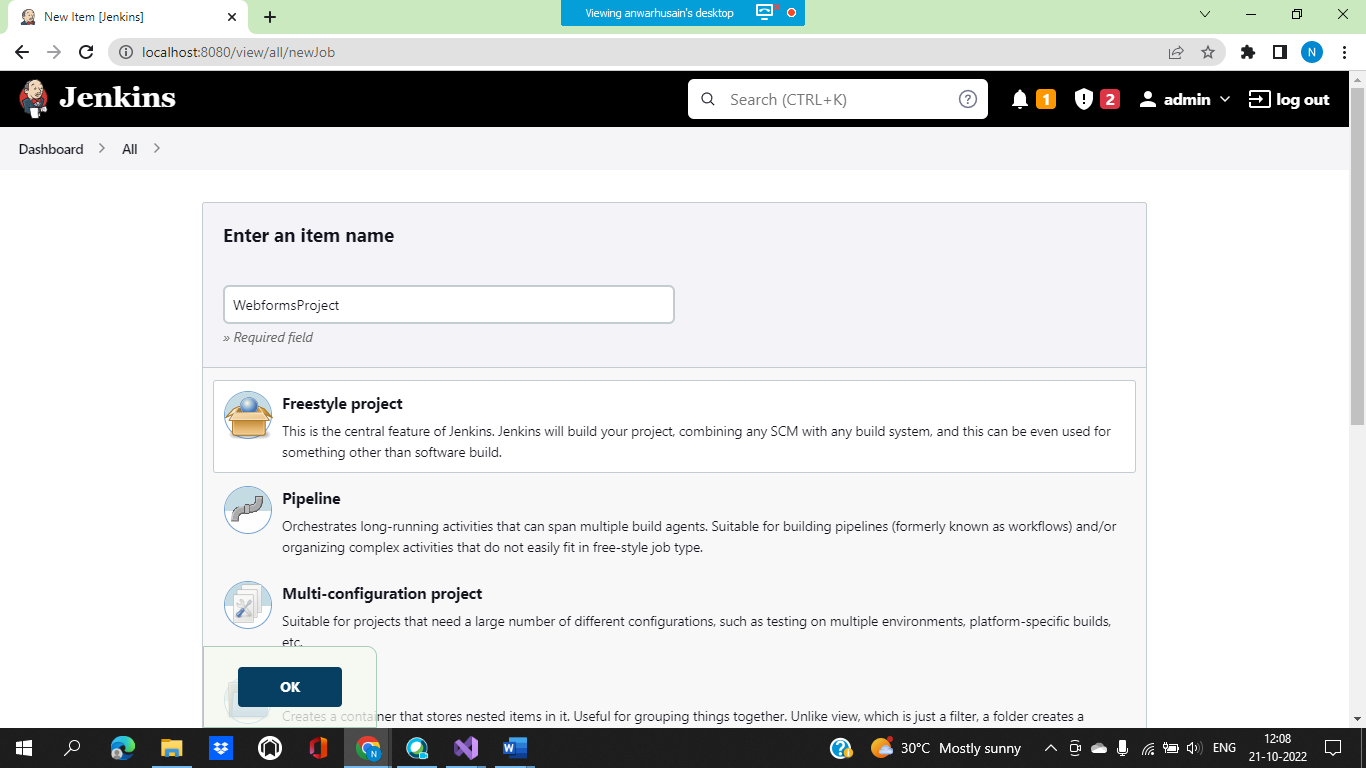 New Item [Jenkins]
Viewing anwarhusain's desktop
localhost:8080/view/all/newJob
N
Jenkins
Search (CTRL+K)
1
2
admin
log out
Dashboard
All
Enter an item name
WebformsProject
» Required field
Freestyle project
This is the central feature of Jenkins. Jenkins will build your project, combining any SCM with any build system, and this can be even used for
something other than software build.
Pipeline
Orchestrates long-running activities that can span multiple build agents. Suitable for building pipelines (formerly known as workflows) and/or
organizing complex activities that do not easily fit in free-style job type.
Multi-configuration project
Suitable for projects that need a large number of different configurations, such as testing on multiple environments, platform-specific builds,
etc.
OK
Creates a container that stores nested items in it. Useful for grouping things together. Unlike view, which is just a filter, a folder creates a
30°C Mostly sunny
ENG
12:08
21-10-2022